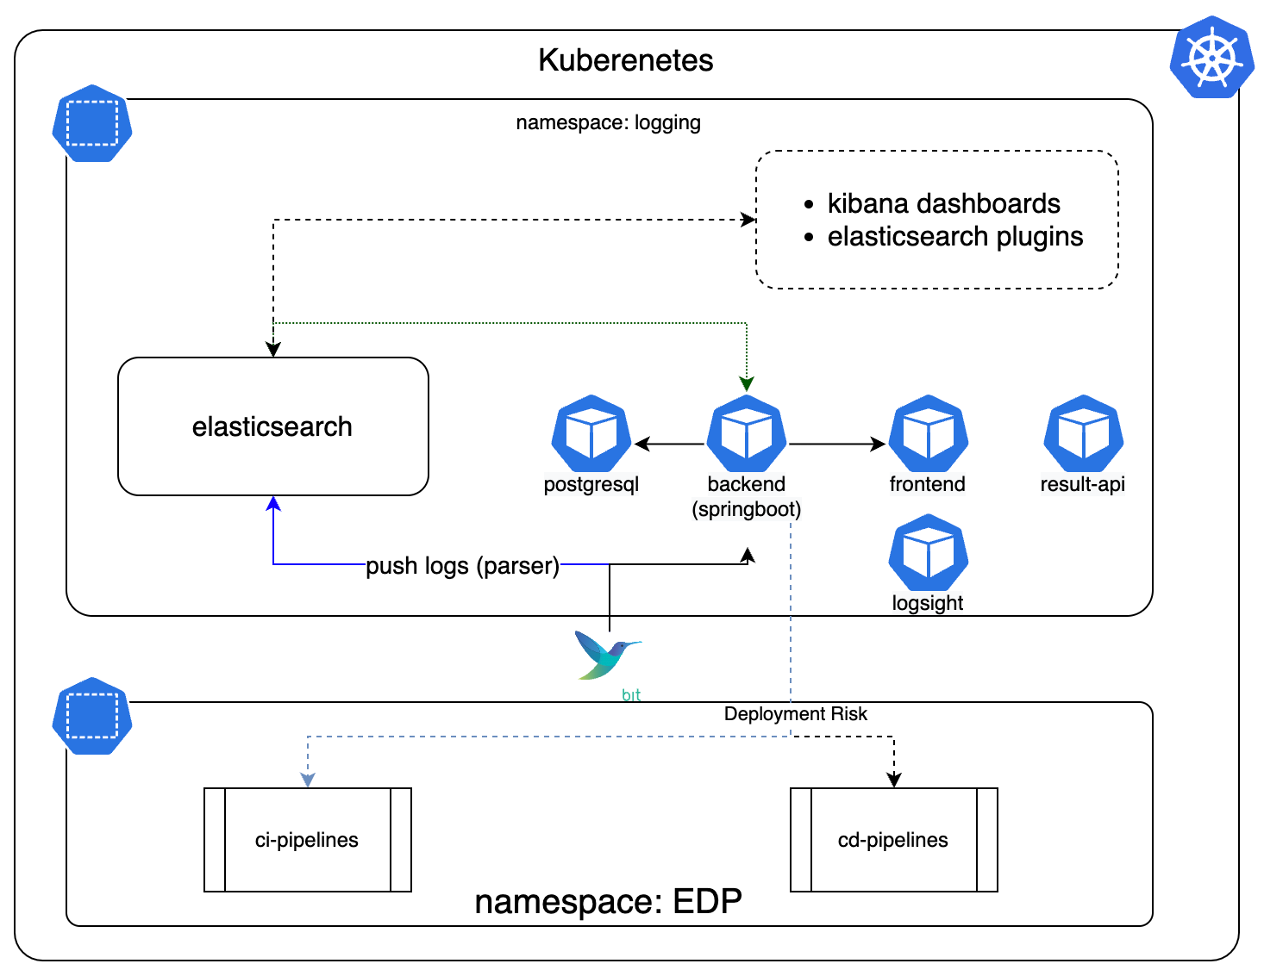 Kuberenetes
namespace: logging
kibana dashboards
elasticsearch plugins
elasticsearch
postgresql
backend
(springboot)
frontend
result-api
push logs (parser)
logsight
bit
Deployment Risk
ci-pipelines
cd-pipelines
namespace: EDP